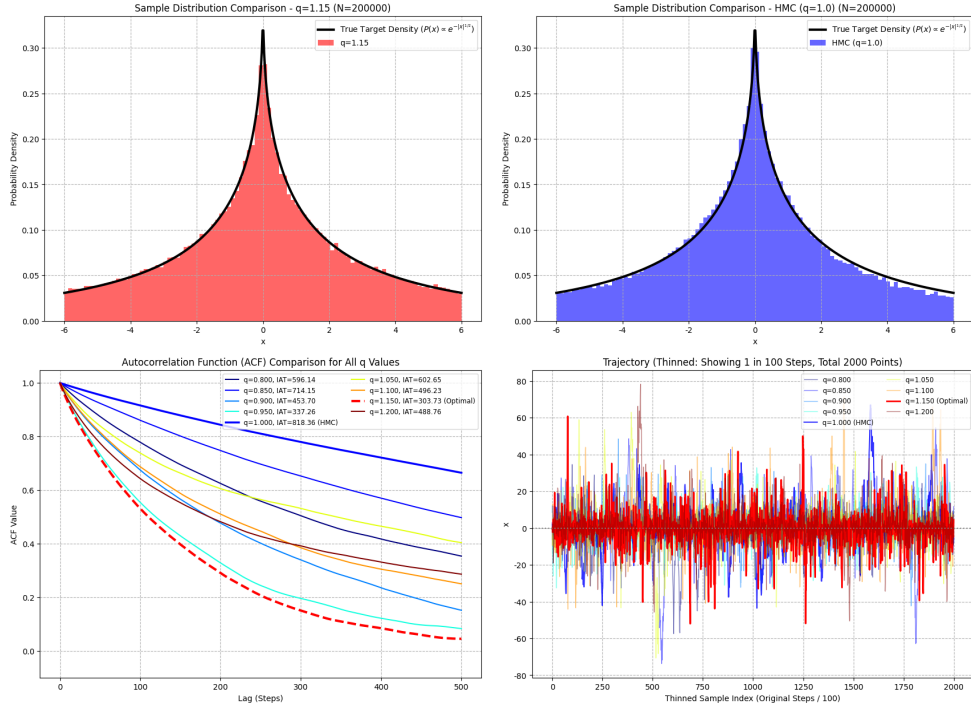 Sample Distribution Comparison - q=1.15 (N=200000)
0.30
0.25
0.20
0.15
0.10
0.05
0.00
Probability Density
True Target Density (P(x) ∝ e^{-|x|^{1/2}})
q=1.15
-6
-4
-2
0
2
4
6
x
Sample Distribution Comparison - HMC (q=1.0) (N=200000)
0.30
0.25
0.20
0.15
0.10
0.05
0.00
Probability Density
True Target Density (P(x) ∝ e^{-|x|^{1/2}})
HMC (q=1.0)
-6
-4
-2
0
2
4
6
x
Autocorrelation Function (ACF) Comparison for All q Values
1.0
0.8
0.6
0.4
0.2
0.0
ACF Value
q=0.800, IAT=596.14
q=0.850, IAT=714.15
q=0.900, IAT=453.70
q=0.950, IAT=337.26
q=1.000, IAT=818.36 (HMC)
q=1.050, IAT=602.65
q=1.100, IAT=496.23
q=1.150, IAT=303.73 (Optimal)
q=1.200, IAT=488.76
0
100
200
300
400
500
Lag (Steps)
Trajectory (Thinned: Showing 1 in 100 Steps, Total 2000 Points)
80
60
40
20
0
-20
-40
-60
-80
x
q=0.800
q=0.850
q=0.900
q=0.950
q=1.000 (HMC)
q=1.050
q=1.100
q=1.150 (Optimal)
q=1.200
0
250
500
750
1000
1250
1500
1750
2000
Thinned Sample Index (Original Steps / 100)